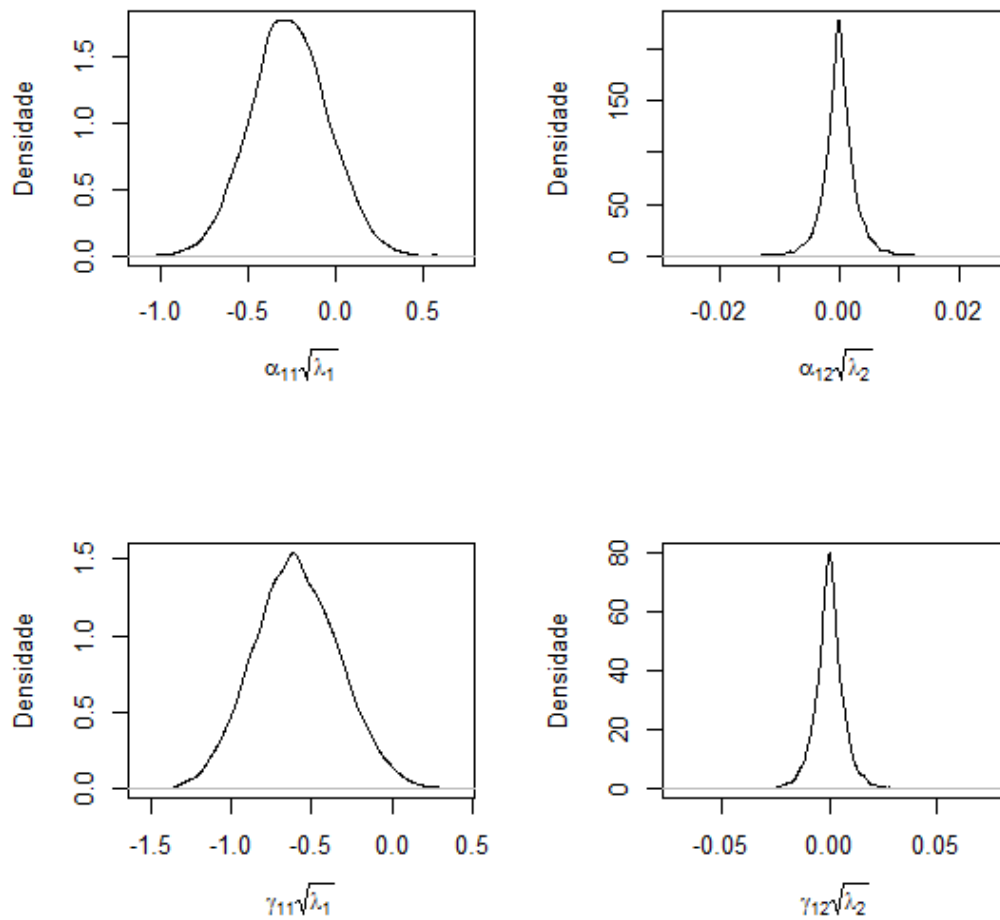 Densidade
0.0 0.5 1.0 1.5
-1.0 -0.5 0.0 0.5
α₁₁√λ₁
Densidade
0 50 150
-0.02 0.00 0.02
α₁₂√λ₂
Densidade
0.0 0.5 1.0 1.5
-1.5 -1.0 -0.5 0.0 0.5
γ₁₁√λ₁
Densidade
0 20 40 60 80
-0.05 0.00 0.05
γ₁₂√λ₂